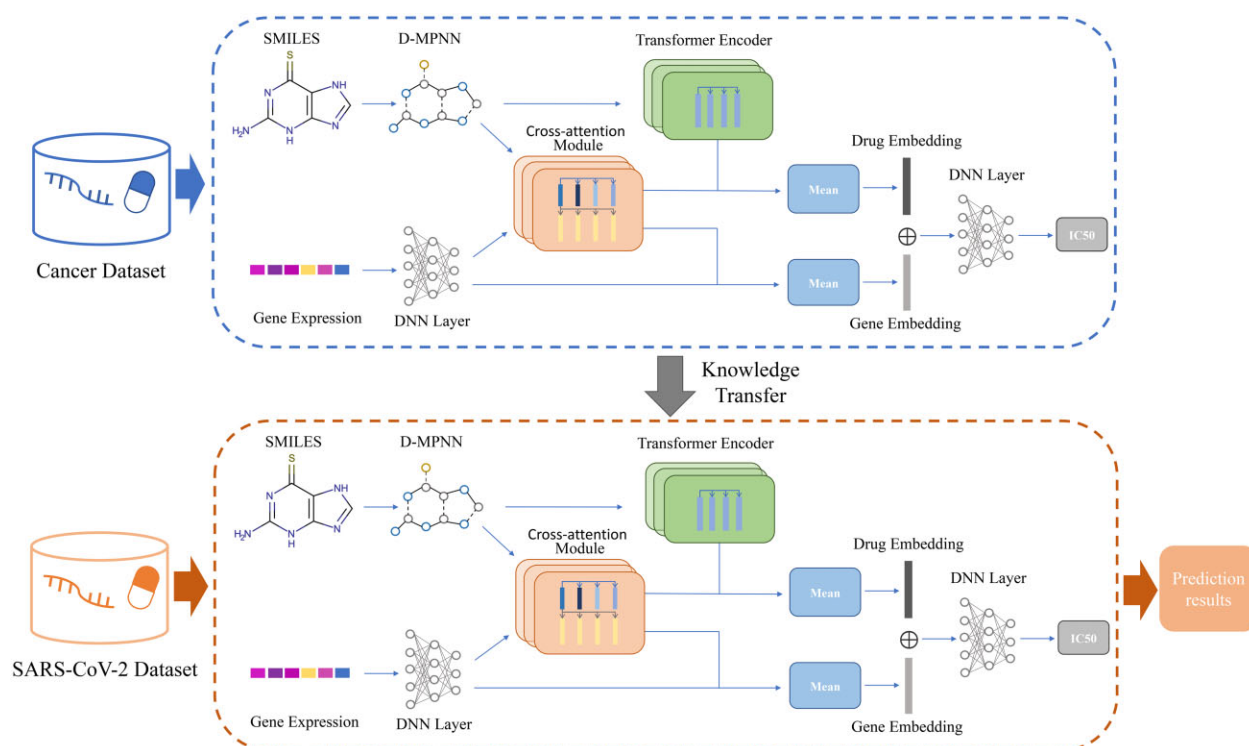 SMILES
D-MPNN
Transformer Encoder
S
N
NH
H₂N
N
H
N
Cross-attention
Module
Drug Embedding
DNN Layer
Mean
IC50
Cancer Dataset
Mean
Gene Expression
DNN Layer
Gene Embedding
Knowledge
Transfer
SMILES
D-MPNN
Transformer Encoder
S
N
NH
H₂N
N
H
N
Cross-attention
Module
Drug Embedding
DNN Layer
Mean
Prediction
results
IC50
SARS-CoV-2 Dataset
Mean
Gene Expression
DNN Layer
Gene Embedding